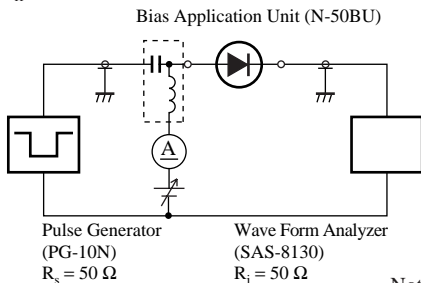 Bias Application Unit (N-50BU)
A
Pulse Generator
(PG-10N)
Rs = 50 Ω
Wave Form Analyzer
(SAS-8130)
Ri = 50 Ω